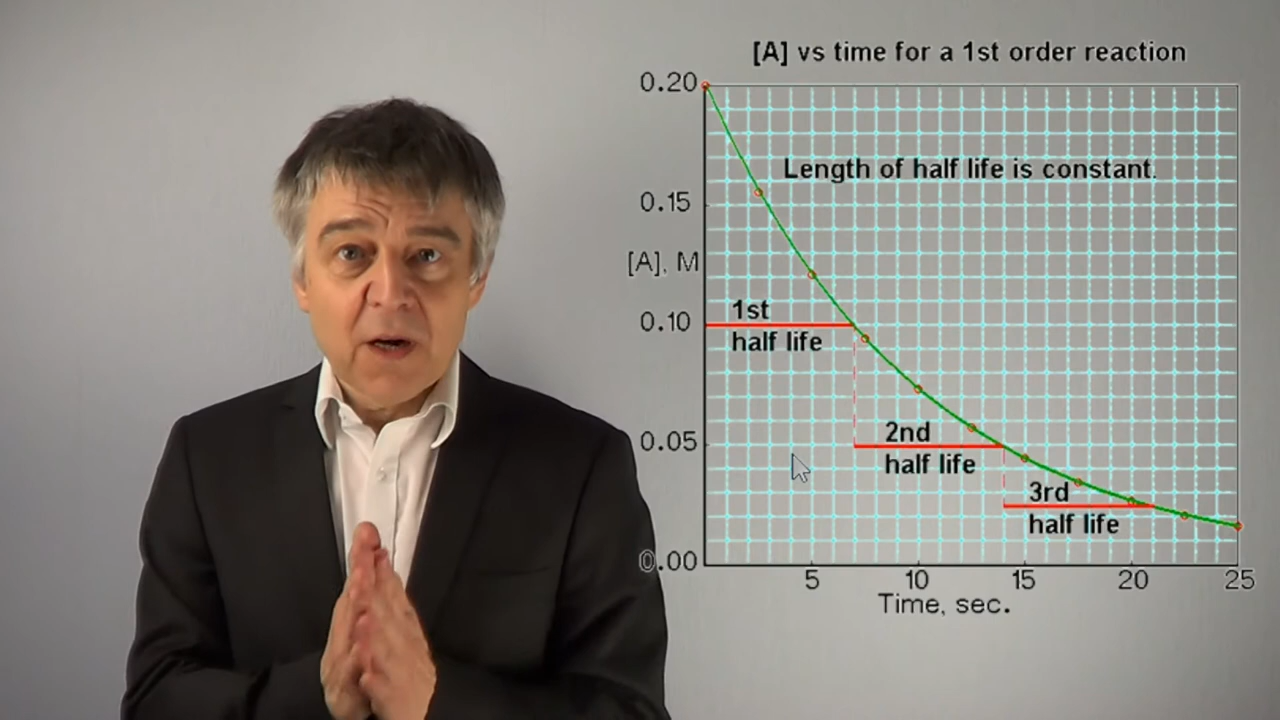 [A] vs time for a 1st order reaction
0.20
Length of half life is constant.
0.15
[A], M
0.10
1st
half life
0.05
2nd
half life
3rd
half life
0.00
5 10 15 20 25
Time, sec.